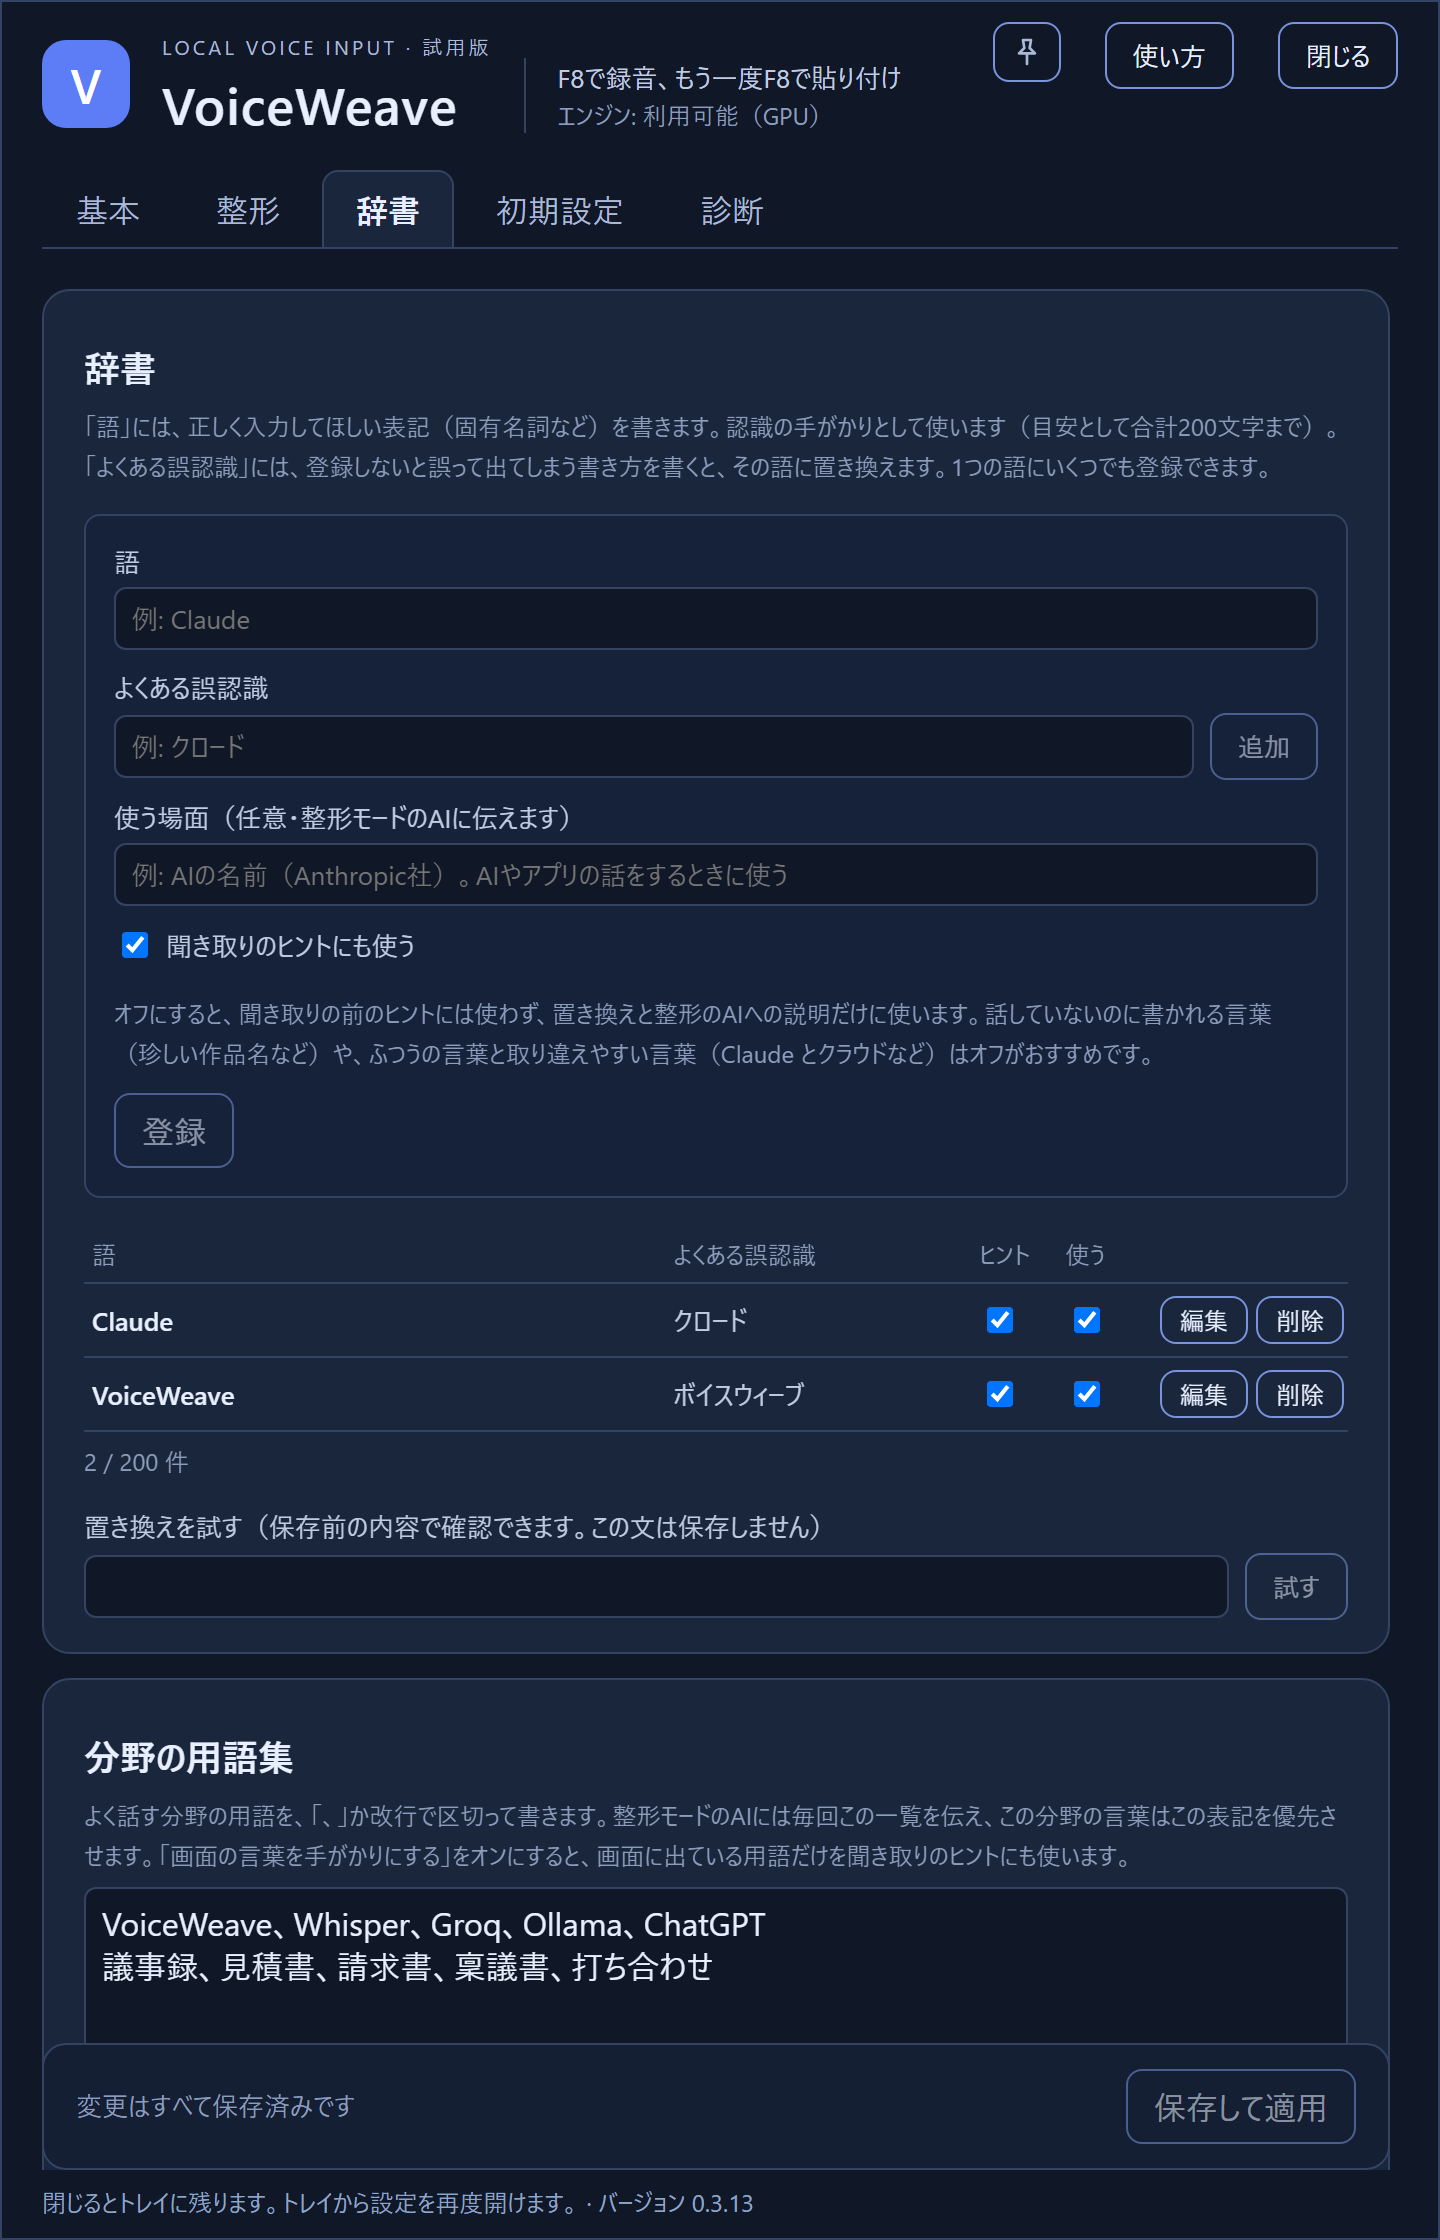 V
LOCAL VOICE INPUT · 試用版
VoiceWeave
F8で録音、もう一度F8で貼り付け
エンジン: 利用可能（GPU）
使い方
閉じる
基本
整形
辞書
初期設定
診断
辞書
「語」には、正しく入力してほしい表記（固有名詞など）を書きます。認識の手がかりとして使います（目安として合計200文字まで）。
「よくある誤認識」には、登録しないと誤って出てしまう書き方を書くと、その語に置き換えます。1つの語にいくつでも登録できます。
語
例: Claude
よくある誤認識
例: クロード
追加
使う場面（任意・整形モードのAIに伝えます）
例: AIの名前（Anthropic社）。AIやアプリの話をするときに使う
聞き取りのヒントにも使う
オフにすると、聞き取りの前のヒントには使わず、置き換えと整形のAIへの説明だけに使います。話していないのに書かれる言葉
（珍しい作品名など）や、ふつうの言葉と取り違えやすい言葉（Claude とクラウドなど）はオフがおすすめです。
登録
語 よくある誤認識 ヒント 使う
Claude クロード 編集 削除
VoiceWeave ボイスウィーブ 編集 削除
2 / 200 件
置き換えを試す（保存前の内容で確認できます。この文は保存しません）
試す
分野の用語集
よく話す分野の用語を、「、」か改行で区切って書きます。整形モードのAIには毎回この一覧を伝え、この分野の言葉はこの表記を優先さ
せます。「画面の言葉を手がかりにする」をオンにすると、画面に出ている用語だけを聞き取りのヒントにも使います。
VoiceWeave、Whisper、Groq、Ollama、ChatGPT
議事録、見積書、請求書、稟議書、打ち合わせ
変更はすべて保存済みです
保存して適用
閉じるとトレイに残ります。トレイから設定を再度開けます。 · バージョン 0.3.13